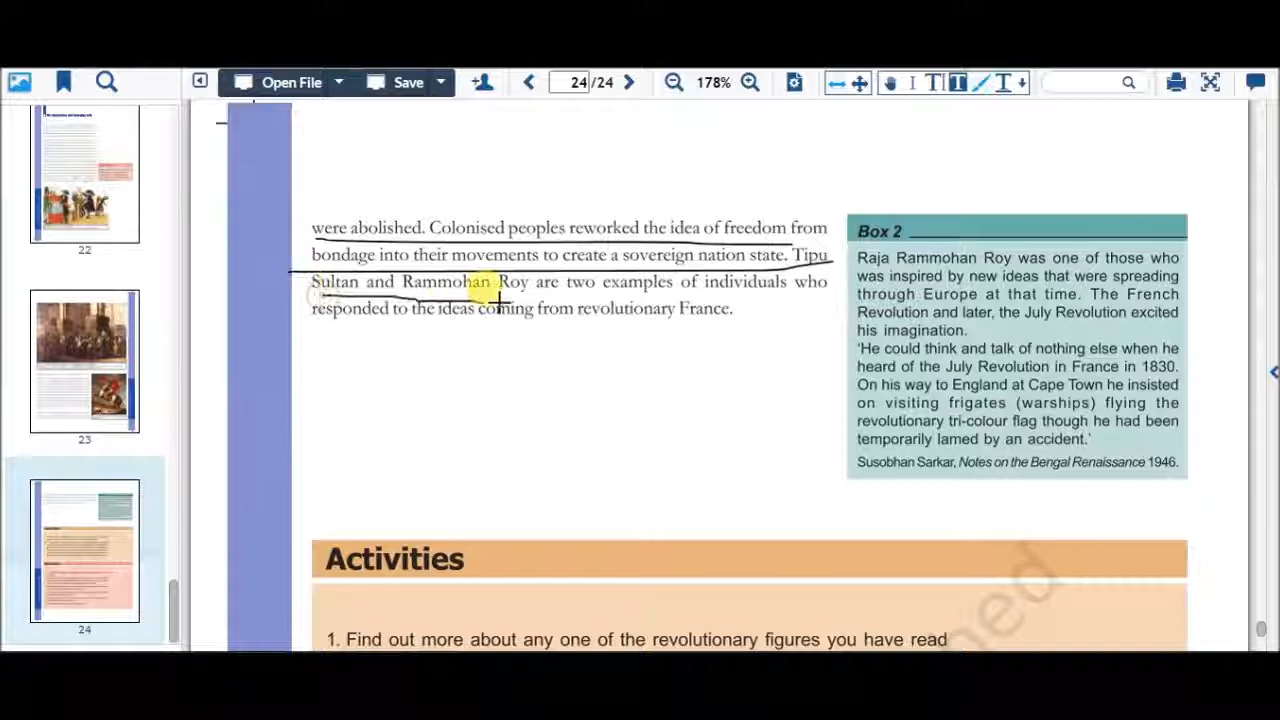 Open File
Save
24 /24
178%
22
23
24
were abolished. Colonised peoples reworked the idea of freedom from
bondage into their movements to create a sovereign nation state. Tipu
Sultan and Rammohan Roy are two examples of individuals who
responded to the ideas coming from revolutionary France.
Box 2
Raja Rammohan Roy was one of those who
was inspired by new ideas that were spreading
through Europe at that time. The French
Revolution and later, the July Revolution excited
his imagination.
‘He could think and talk of nothing else when he
heard of the July Revolution in France in 1830.
On his way to England at Cape Town he insisted
on visiting frigates (warships) flying the
revolutionary tri-colour flag though he had been
temporarily lamed by an accident.’
Susobhan Sarkar, Notes on the Bengal Renaissance 1946.
Activities
1. Find out more about any one of the revolutionary figures you have read